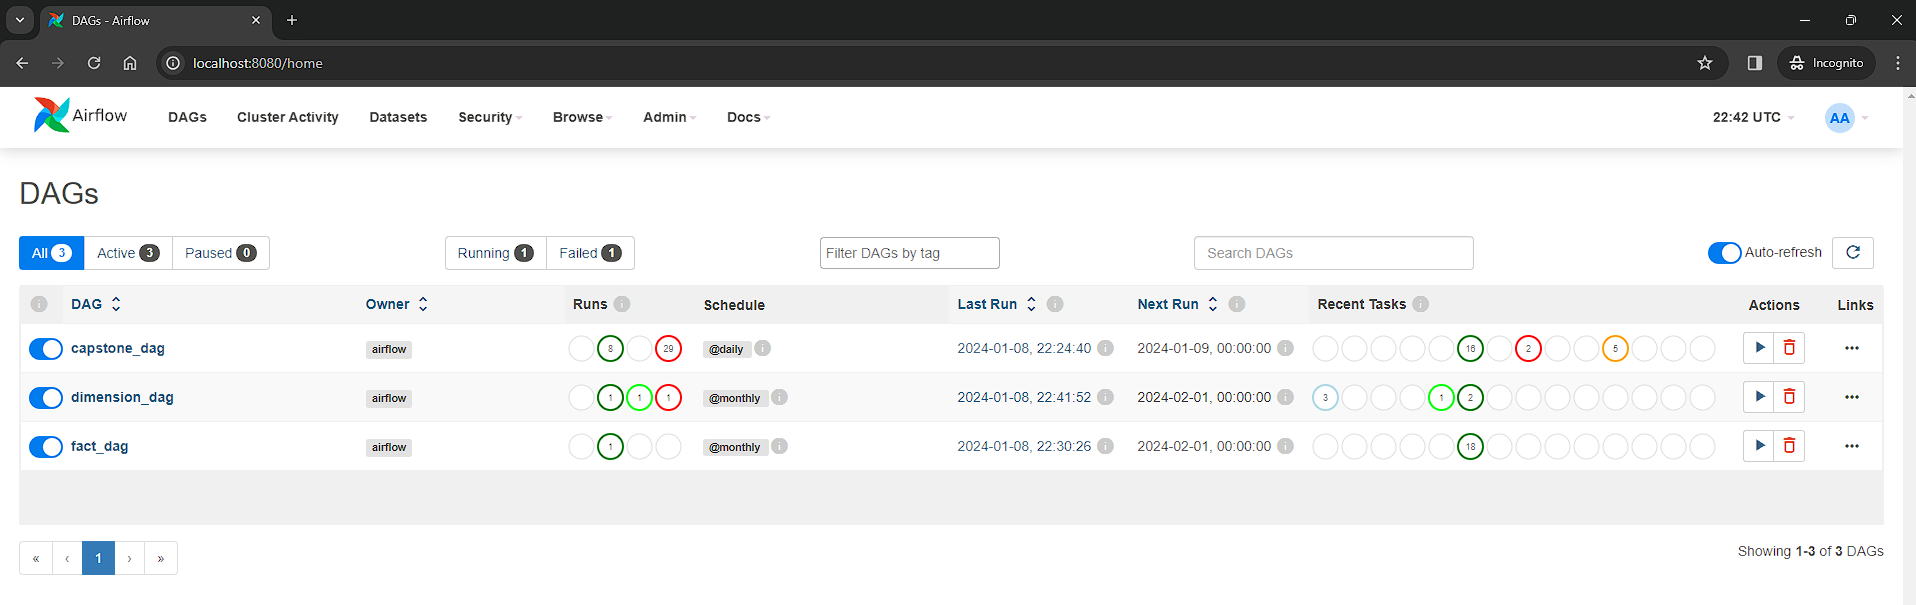 DAGs - Airflow
localhost:8080/home
Incognito
Airflow DAGs Cluster Activity Datasets Security Browse Admin Docs 22:42 UTC AA
DAGs
All 3 Active 3 Paused 0 Running 1 Failed 1 Filter DAGs by tag Search DAGs Auto-refresh
DAG Owner Runs Schedule Last Run Next Run Recent Tasks Actions Links
capstone_dag airflow 8 29 @daily 2024-01-08, 22:24:40 2024-01-09, 00:00:00 16 2 5
dimension_dag airflow 1 1 1 @monthly 2024-01-08, 22:41:52 2024-02-01, 00:00:00 3 1 2
fact_dag airflow 1 @monthly 2024-01-08, 22:30:26 2024-02-01, 00:00:00 18
« ‹ 1 › » Showing 1-3 of 3 DAGs